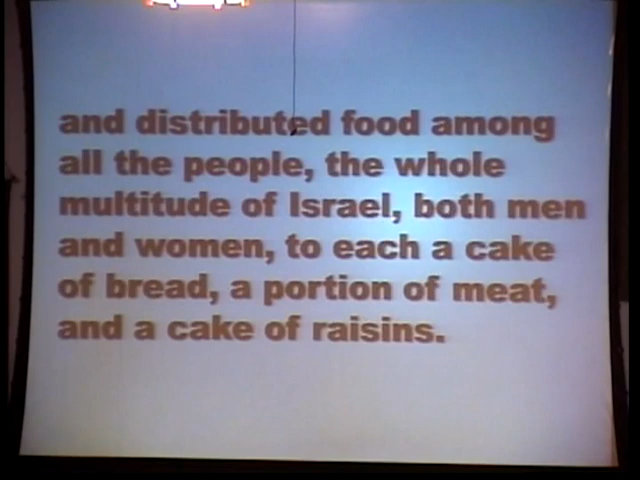 and distributed food among
all the people, the whole
multitude of Israel, both men
and women, to each a cake
of bread, a portion of meat,
and a cake of raisins.